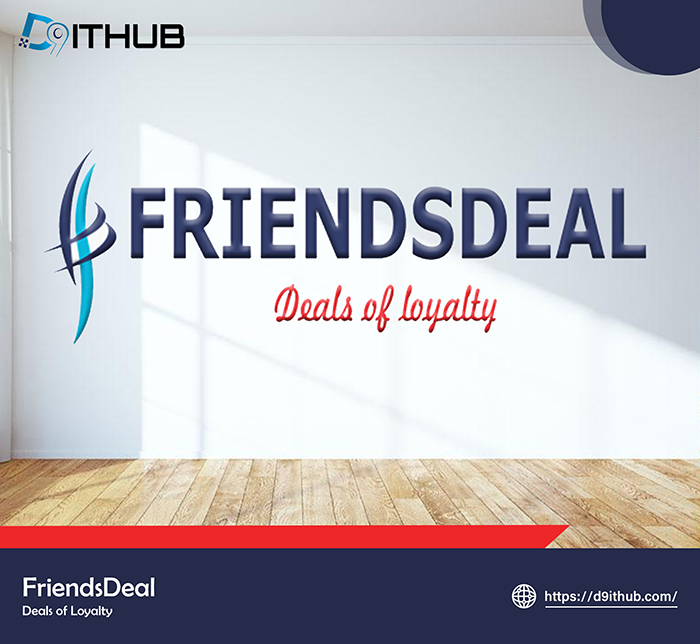 D9ITHUB
FRIENDSDEAL
Deals of loyalty
FriendsDeal
Deals of Loyalty
https://d9ithub.com/